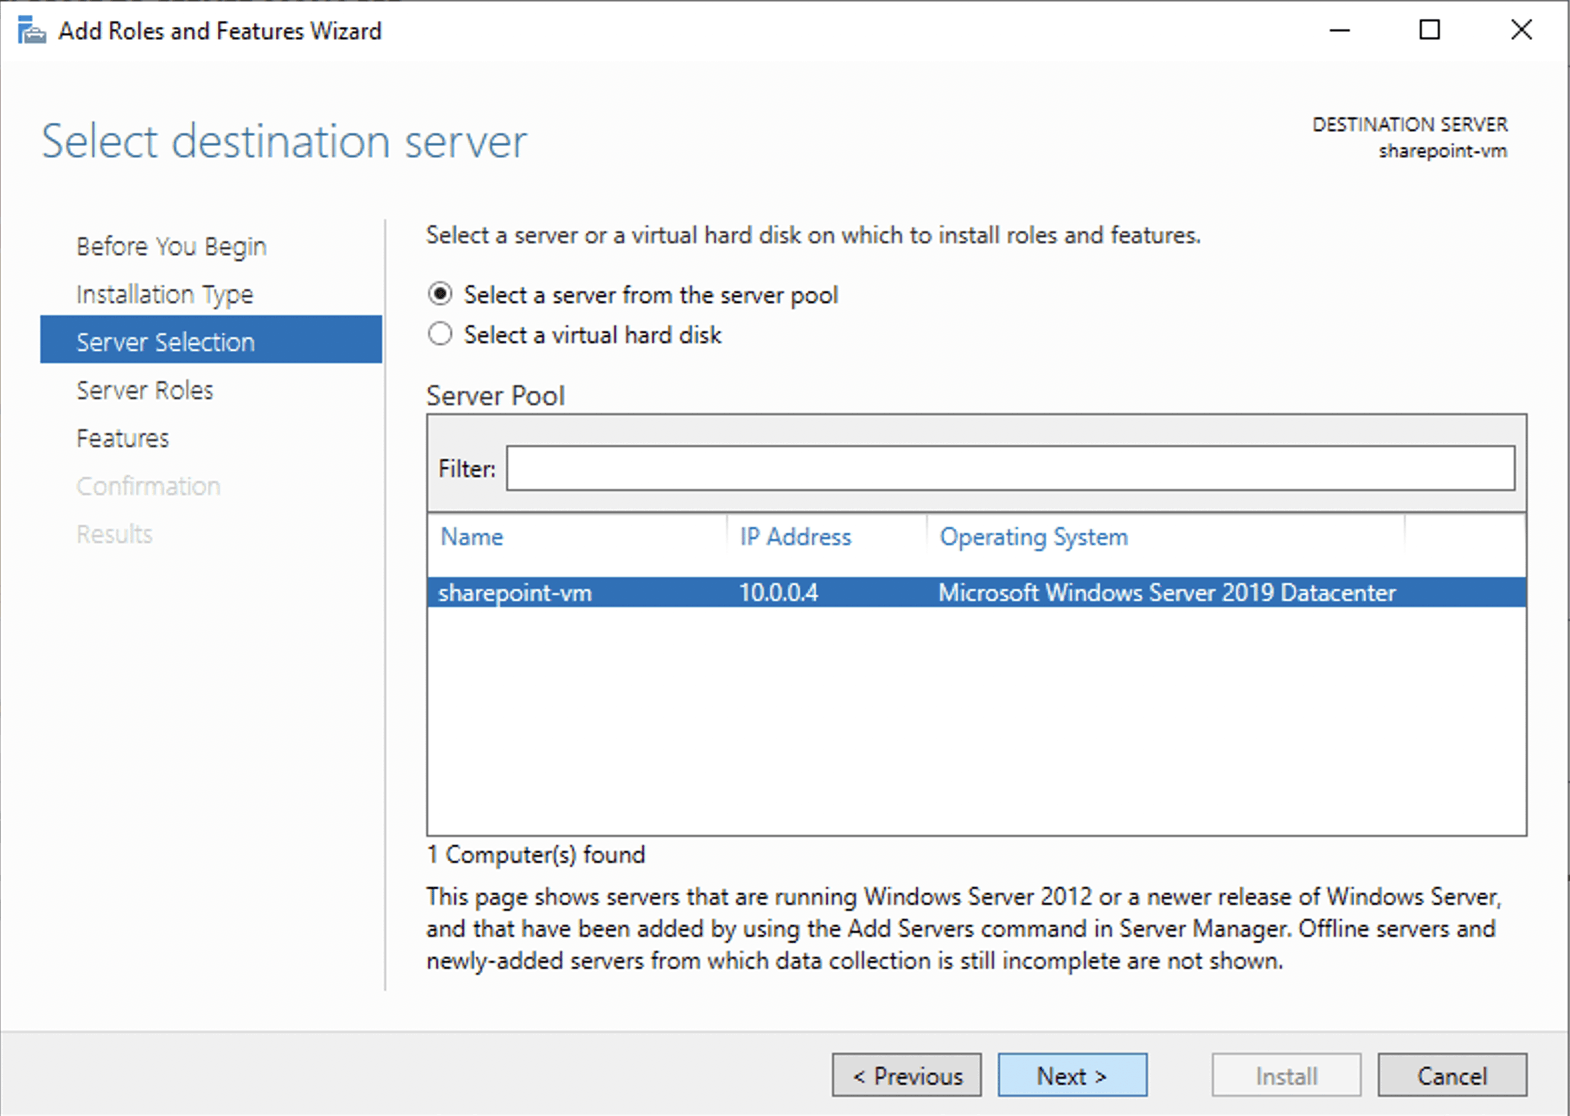 Add Roles and Features Wizard
Select destination server
DESTINATION SERVER
sharepoint-vm
Before You Begin
Installation Type
Server Selection
Server Roles
Features
Confirmation
Results
Select a server or a virtual hard disk on which to install roles and features.
Select a server from the server pool
Select a virtual hard disk
Server Pool
Filter:
Name IP Address Operating System
sharepoint-vm 10.0.0.4 Microsoft Windows Server 2019 Datacenter
1 Computer(s) found
This page shows servers that are running Windows Server 2012 or a newer release of Windows Server,
and that have been added by using the Add Servers command in Server Manager. Offline servers and
newly-added servers from which data collection is still incomplete are not shown.
< Previous Next > Install Cancel